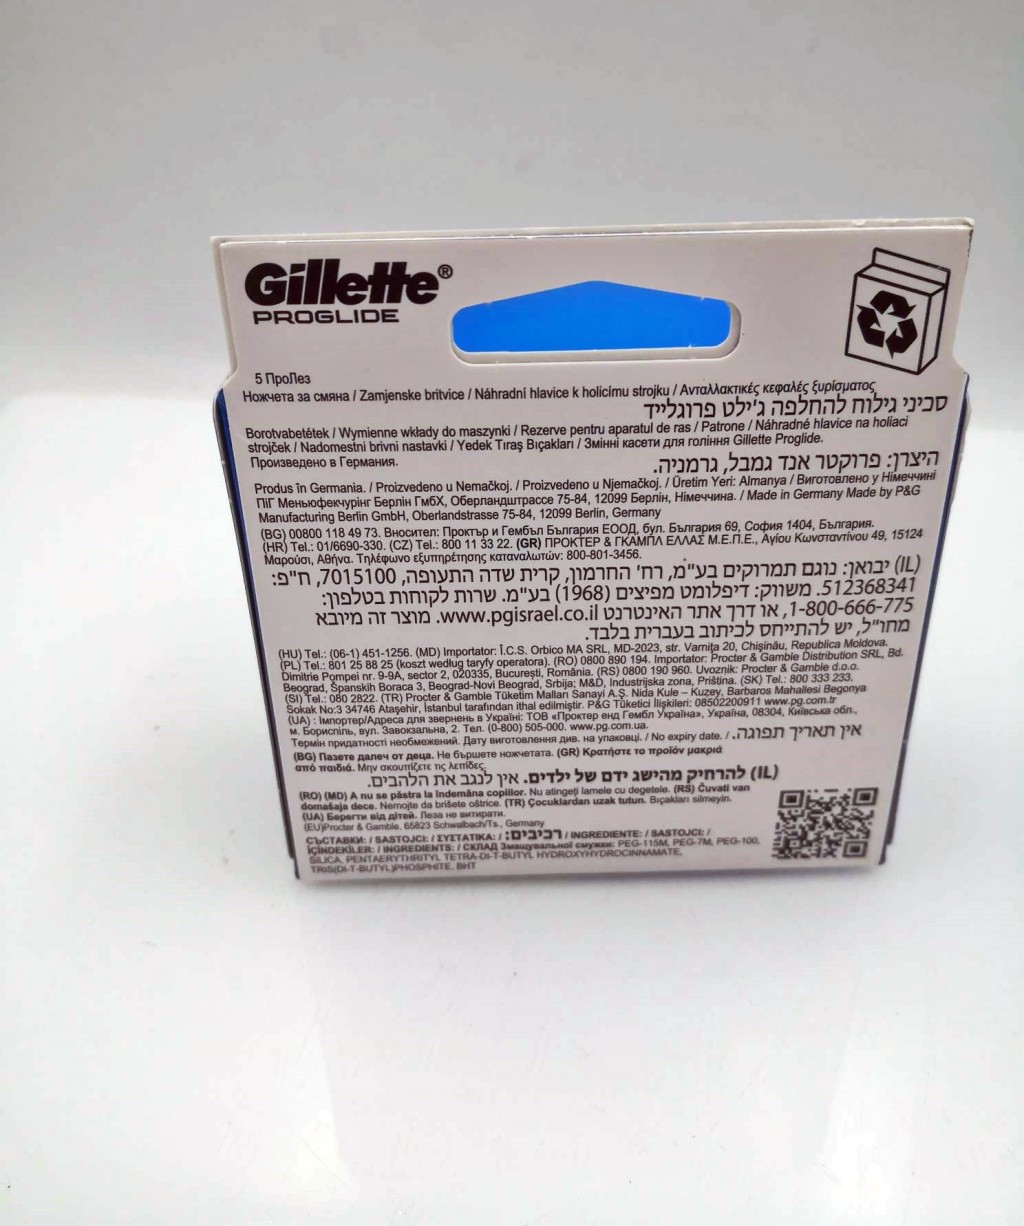 Gillette®
PROGLIDE
5 ПроЛез
Ножчета за смяна / Zamjenske britvice / Náhradní hlavice k holicímu strojku / Ανταλλακτικές κεφαλές ξυρίσματος
סכיני גילוח להחלפה ג'ילט פרוגלייד
Borotvabetétek / Wymienne wkłady do maszynki / Rezerve pentru aparatul de ras / Patrone / Náhradné hlavice na holiaci
strojček / Nadomestni brivni nastavki / Yedek Tıraş Bıçakları / Змінні касети для гоління Gillette Proglide.
Произведено в Германия.
היצרן: פרוקטר אנד גמבל, גרמניה.
Produs în Germania. / Proizvedeno u Nemačkoj. / Proizvedeno u Njemačkoj. / Üretim Yeri: Almanya / Виготовлено у Німеччині
ПІГ Меньюфекчурінг Берлін ГмбХ, Оберландштрассе 75-84, 12099 Берлін, Німеччина. / Made in Germany Made by P&G
Manufacturing Berlin GmbH, Oberlandstrasse 75-84, 12099 Berlin, Germany
(BG) 00800 118 49 73. Вносител: Проктър и Гембъл България ЕООД, бул. България 69, София 1404, България.
(HR) Tel.: 01/6690-330. (CZ) Tel.: 800 11 33 22. (GR) ΠΡΟΚΤΕΡ & ΓΚΑΜΠΛ ΕΛΛΑΣ Μ.Ε.Π.Ε., Αγίου Κωνσταντίνου 49, 15124
Μαρούσι, Αθήνα. Τηλέφωνο εξυπηρέτησης καταναλωτών: 800-801-3456.
(IL) יבואן: נוגם תמרוקים בע"מ, רח' החרמון, קרית שדה התעופה, 7015100, ח"פ:
512368341. משווק: דיפלומט מפיצים (1968) בע"מ. שרות לקוחות בטלפון:
1-800-666-775, או דרך אתר האינטרנט www.pgisrael.co.il. מוצר זה מיובא
מחו"ל, יש להתייחס לכיתוב בעברית בלבד.
(HU) Tel.: (06-1) 451-1256. (MD) Importator: Î.C.S. Orbico MA SRL, MD-2023, str. Varnița 20, Chișinău, Republica Moldova.
(PL) Tel.: 801 25 88 25 (koszt według taryfy operatora). (RO) 0800 890 194. Importator: Procter & Gamble Distribution SRL, Bd.
Dimitrie Pompei nr. 9-9A, sector 2, 020335, București, România. (RS) 0800 190 960. Uvoznik: Procter & Gamble d.o.o.
Beograd, Španskih Boraca 3, Beograd-Novi Beograd, Srbija; M&D, Industrijska zona, Priština. (SK) Tel.: 800 333 233.
(SI) Tel.: 080 2822. (TR) Procter & Gamble Tüketim Malları Sanayi A.Ş. Nida Kule – Kuzey, Barbaros Mahallesi Begonya
Sokak No:3 34746 Ataşehir, İstanbul tarafından ithal edilmiştir. P&G Tüketici İlişkileri: 08502200911 www.pg.com.tr
(UA) : Імпортер/Адреса для звернень в Україні: ТОВ «Проктер енд Гембл Україна», Україна, 08304, Київська обл.,
м. Бориспіль, вул. Завокзальна, 2. Тел. (0-800) 505-000. www.pg.com.ua.
Термін придатності необмежений. Дату виготовлення див. на упаковці. / No expiry date. / אין תאריך תפוגה.
(BG) Пазете далеч от деца. Не бършете ножчетата. (GR) Κρατήστε το προϊόν μακριά
από παιδιά. Μην σκουπίζετε τις λεπίδες.
(IL) להרחיק מהישג ידם של ילדים. אין לנגב את הלהבים.
(RO) (MD) A nu se păstra la îndemâna copiilor. Nu atingeți lamele cu degetele. (RS) Čuvati van
domašaja dece. Nemojte da brišete oštrice. (TR) Çocuklardan uzak tutun. Bıçakları silmeyin.
(UA) Берегти від дітей. Леза не витирати.
(EU)Procter & Gamble, 65823 Schwalbach/Ts., Germany
СЪСТАВКИ: / SASTOJCI: / ΣΥΣΤΑΤΙΚΑ: / רכיבים: / INGREDIENTE: / SASTOJCI: /
İÇİNDEKİLER: / INGREDIENTS: / СКЛАД Змащувальної смужки: PEG-115M, PEG-7M, PEG-100,
SILICA, PENTAERYTHRITYL TETRA-DI-T-BUTYL HYDROXYHYDROCINNAMATE,
TRIS(DI-T-BUTYL)PHOSPHITE, BHT